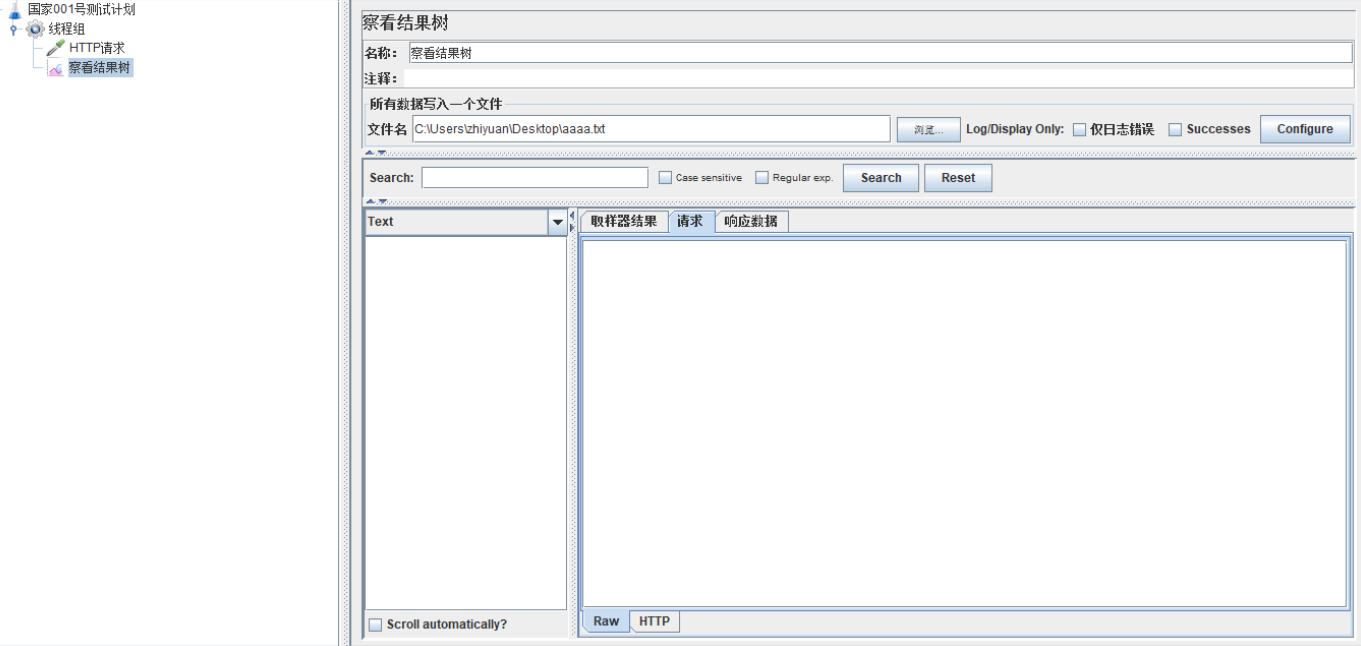 国家001号测试计划
线程组
HTTP请求
察看结果树
察看结果树
名称： 察看结果树
注释：
所有数据写入一个文件
文件名 C:\Users\zhiyuan\Desktop\aaaa.txt 浏览... Log/Display Only: 仅日志错误 Successes Configure
Search: Case sensitive Regular exp. Search Reset
Text 取样器结果 请求 响应数据
Scroll automatically? Raw HTTP